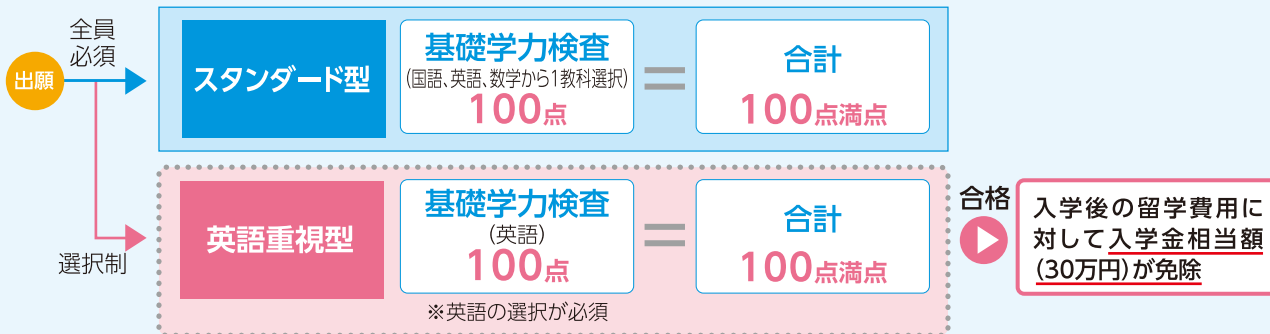 全員
必須
出願
スタンダード型
基礎学力検査
(国語、英語、数学から1教科選択)
100点
=
合計
100点満点
選択制
英語重視型
基礎学力検査
(英語)
100点
※英語の選択が必須
=
合計
100点満点
合格
入学後の留学費用に
対して入学金相当額
(30万円)が免除